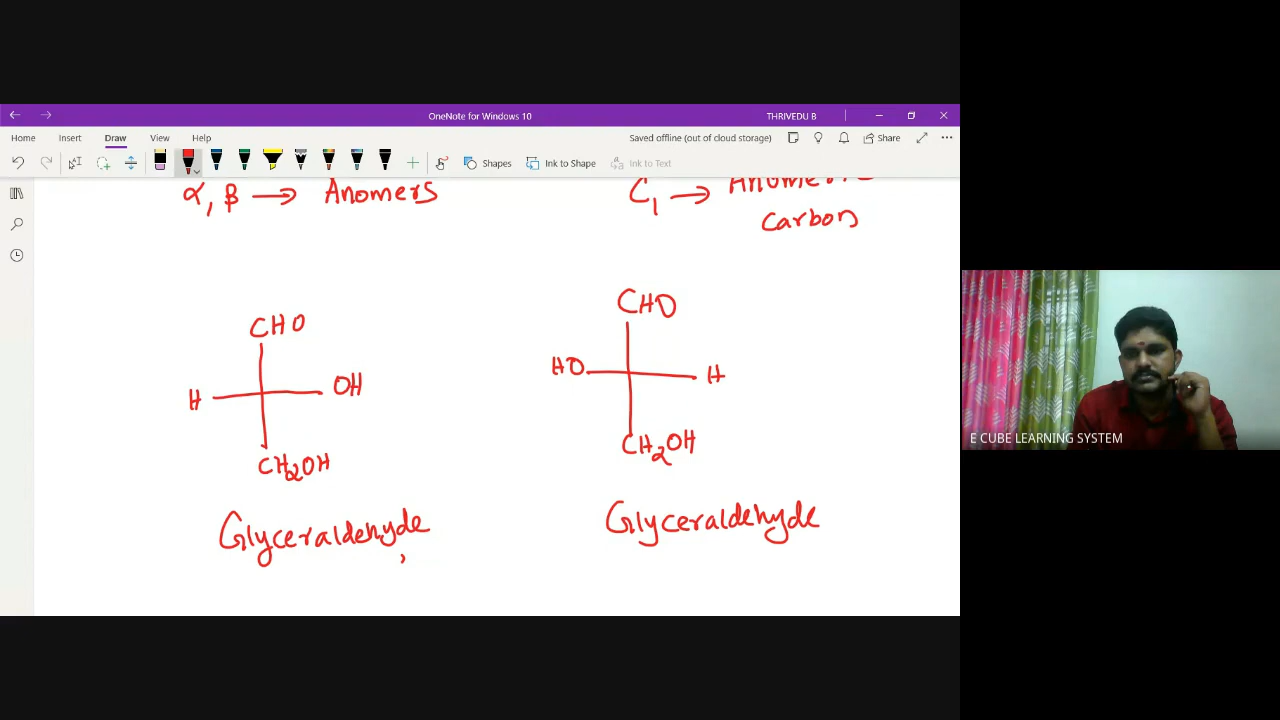 OneNote for Windows 10
THRIVEDU B
Home Insert Draw View Help
Saved offline (out of cloud storage)
Share
Shapes
Ink to Shape
Ink to Text
α, β → Anomers
C1 → Anomeric
carbon
CHO
H OH
CH2OH
Glyceraldehyde
CHO
HO H
CH2OH
Glyceraldehyde
E CUBE LEARNING SYSTEM